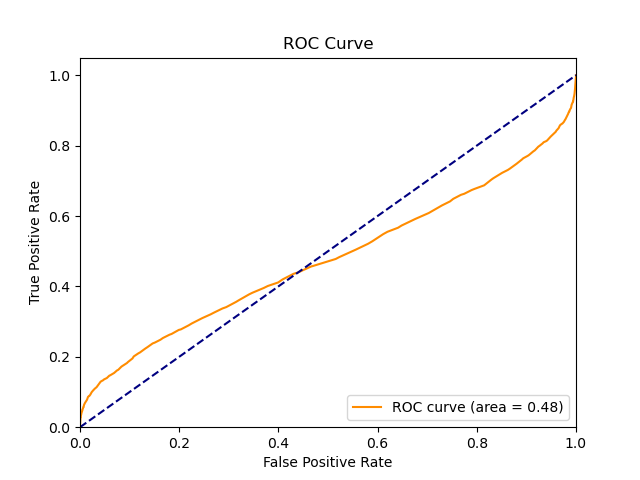 ROC Curve
True Positive Rate
1.0
0.8
0.6
0.4
0.2
0.0
0.0 0.2 0.4 0.6 0.8 1.0
False Positive Rate
ROC curve (area = 0.48)